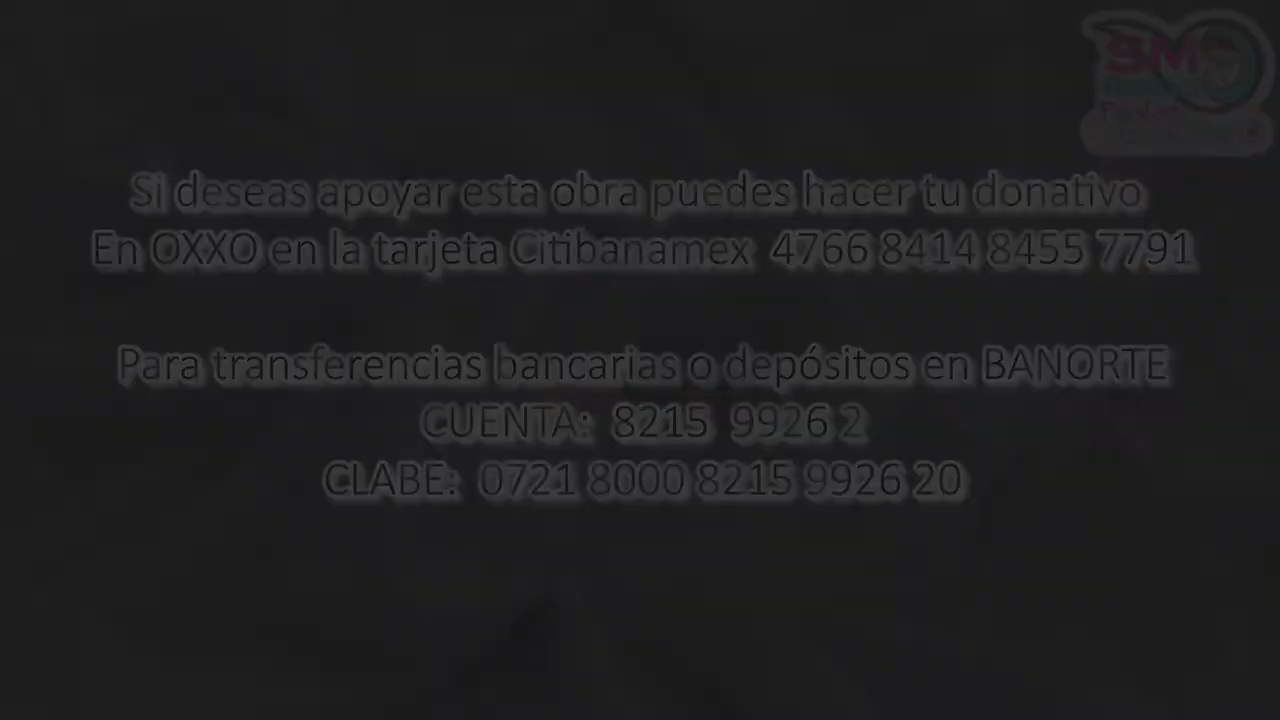 Si deseas apoyar esta obra puedes hacer tu donativo
En OXXO en la tarjeta Citibanamex 4766 8414 8455 7791
Para transferencias bancarias o depósitos en BANORTE
CUENTA: 8215 9926 2
CLABE: 0721 8000 8215 9926 20
SM